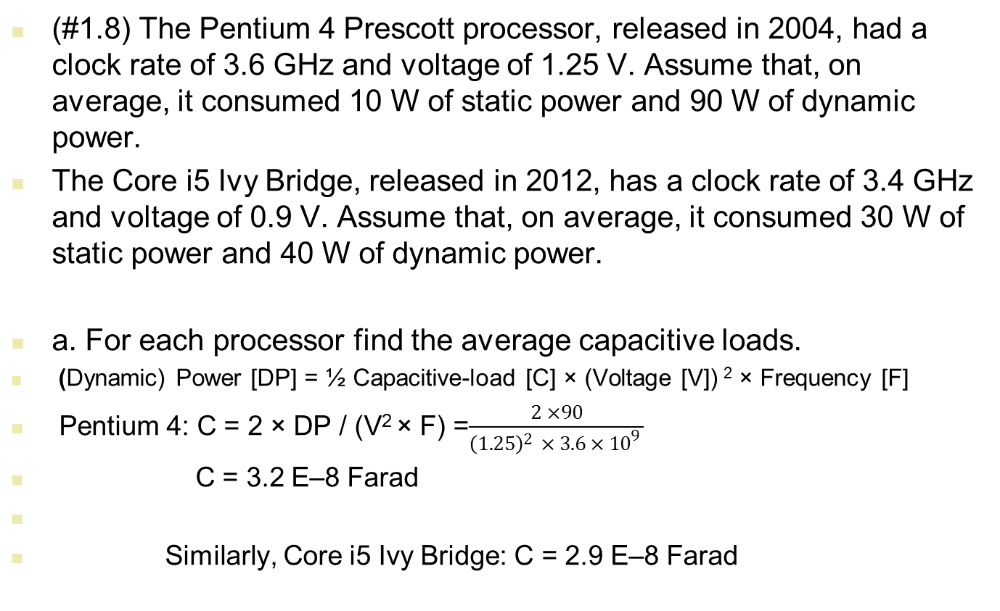 (#1.8) The Pentium 4 Prescott processor, released in 2004, had a
clock rate of 3.6 GHz and voltage of 1.25 V. Assume that, on
average, it consumed 10 W of static power and 90 W of dynamic
power.
The Core i5 Ivy Bridge, released in 2012, has a clock rate of 3.4 GHz
and voltage of 0.9 V. Assume that, on average, it consumed 30 W of
static power and 40 W of dynamic power.
a. For each processor find the average capacitive loads.
(Dynamic) Power [DP] = ½ Capacitive-load [C] × (Voltage [V]) ² × Frequency [F]
Pentium 4: C = 2 × DP / (V² × F) = 2 ×90 / (1.25)² × 3.6 × 10⁹
C = 3.2 E–8 Farad
Similarly, Core i5 Ivy Bridge: C = 2.9 E–8 Farad